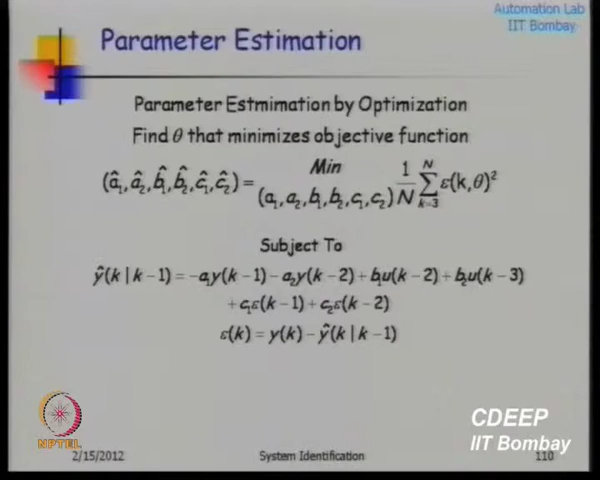 Automation Lab
IIT Bombay
Parameter Estimation
Parameter Estmimation by Optimization
Find θ that minimizes objective function
(â₁, â₂, b̂₁, b̂₂, ĉ₁, ĉ₂) = Min (a₁, a₂, b₁, b₂, c₁, c₂) 1/N ∑ₖ₌₃ᴺ ε(k, θ)²
Subject To
ŷ(k | k−1) = −a₁y(k−1) − a₂y(k−2) + b₁u(k−2) + b₂u(k−3)
+ c₁ε(k−1) + c₂ε(k−2)
ε(k) = y(k) − ŷ(k | k−1)
NPTEL
CDEEP
IIT Bombay
2/15/2012
System Identification
110